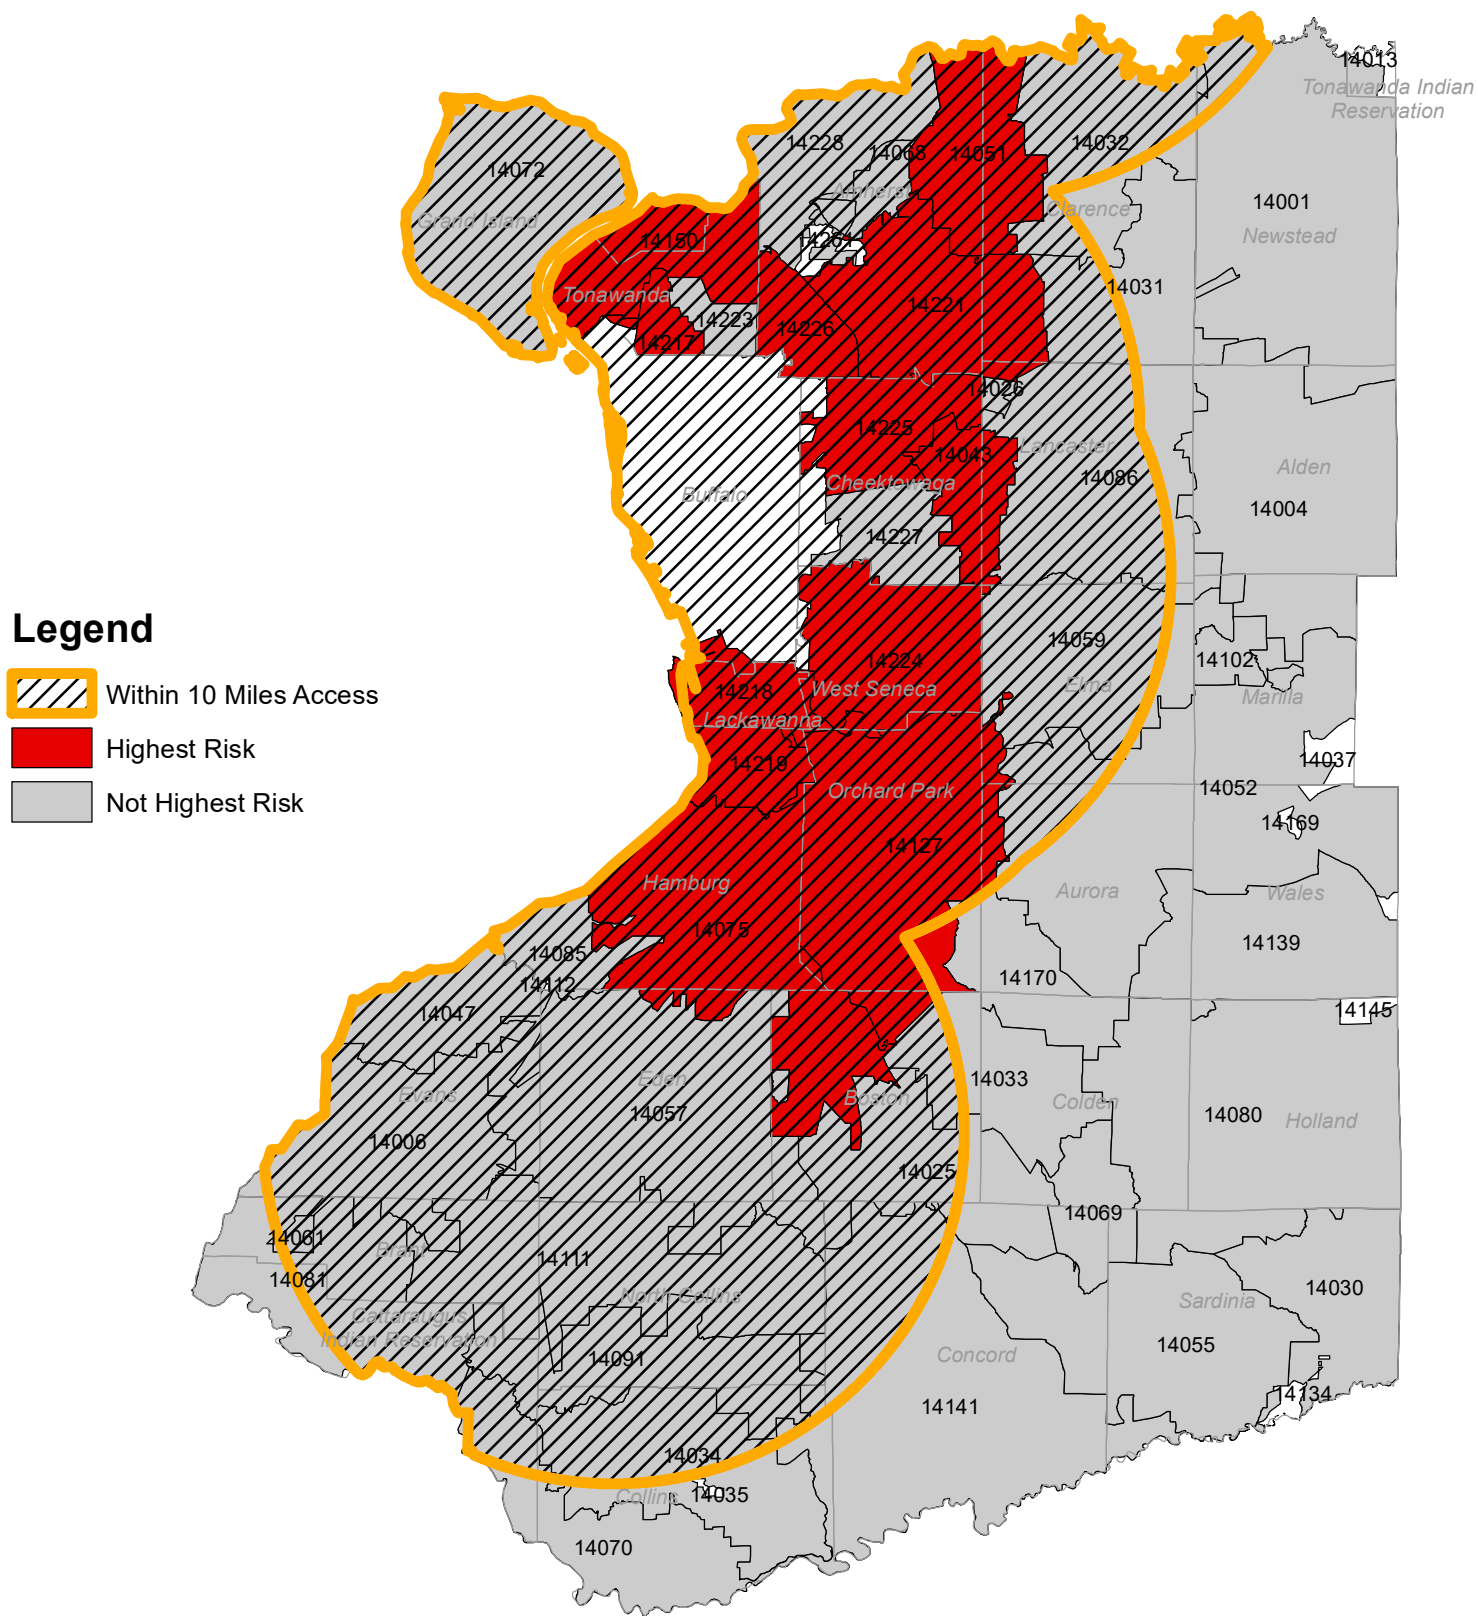 14013
Tonawanda Indian
Reservation
14228
14068
14051
14032
14072
Amherst
Clarence
14001
Grand Island
14150
14261
Newstead
Tonawanda
14031
14221
14223
14226
14217
14026
14225
Lancaster
14043
Alden
Cheektowaga
14086
Buffalo
14004
14227
Legend
14059
14224
14102
Within 10 Miles Access
14218
West Seneca
Elma
Marilla
Lackawanna
Highest Risk
14219
14037
Orchard Park
14052
Not Highest Risk
14169
14127
Hamburg
Aurora
Wales
14075
14139
14085
14170
14112
14047
14145
14033
Eden
Evans
Boston
Colden
14057
14080
Holland
14006
14025
14069
14061
Brant
14111
14081
14030
North Collins
Sardinia
Cattaraugus
Indian Reservation
14055
14091
Concord
14134
14141
14034
Collins
14035
14070